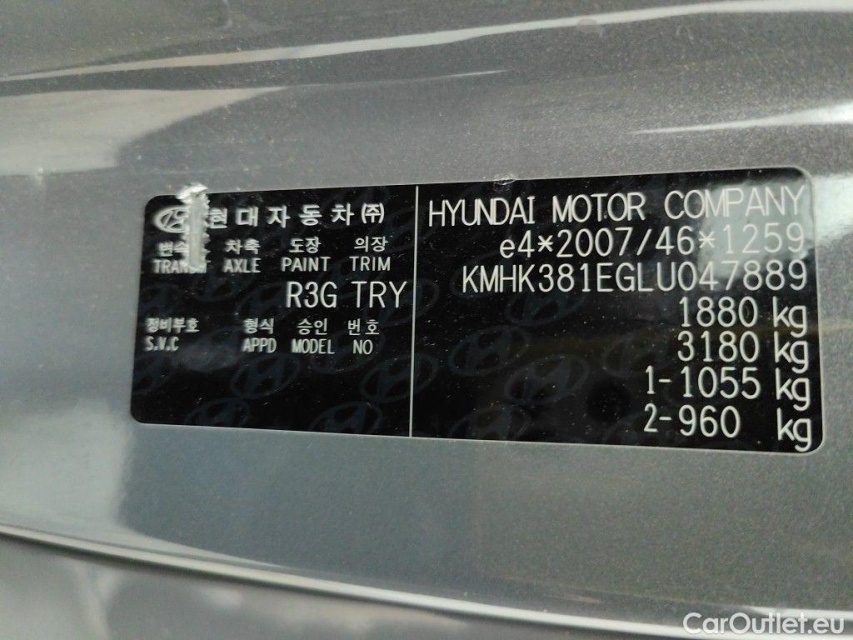 현대자동차㈜
변속 차축 도장 의장
TRANS AXLE PAINT TRIM
R3G TRY
정비부호 형식 승인 번호
S.V.C APPD MODEL NO
HYUNDAI MOTOR COMPANY
e4*2007/46*1259
KMHK381EGLU047889
1880 kg
3180 kg
1-1055 kg
2-960 kg
CarOutlet.eu